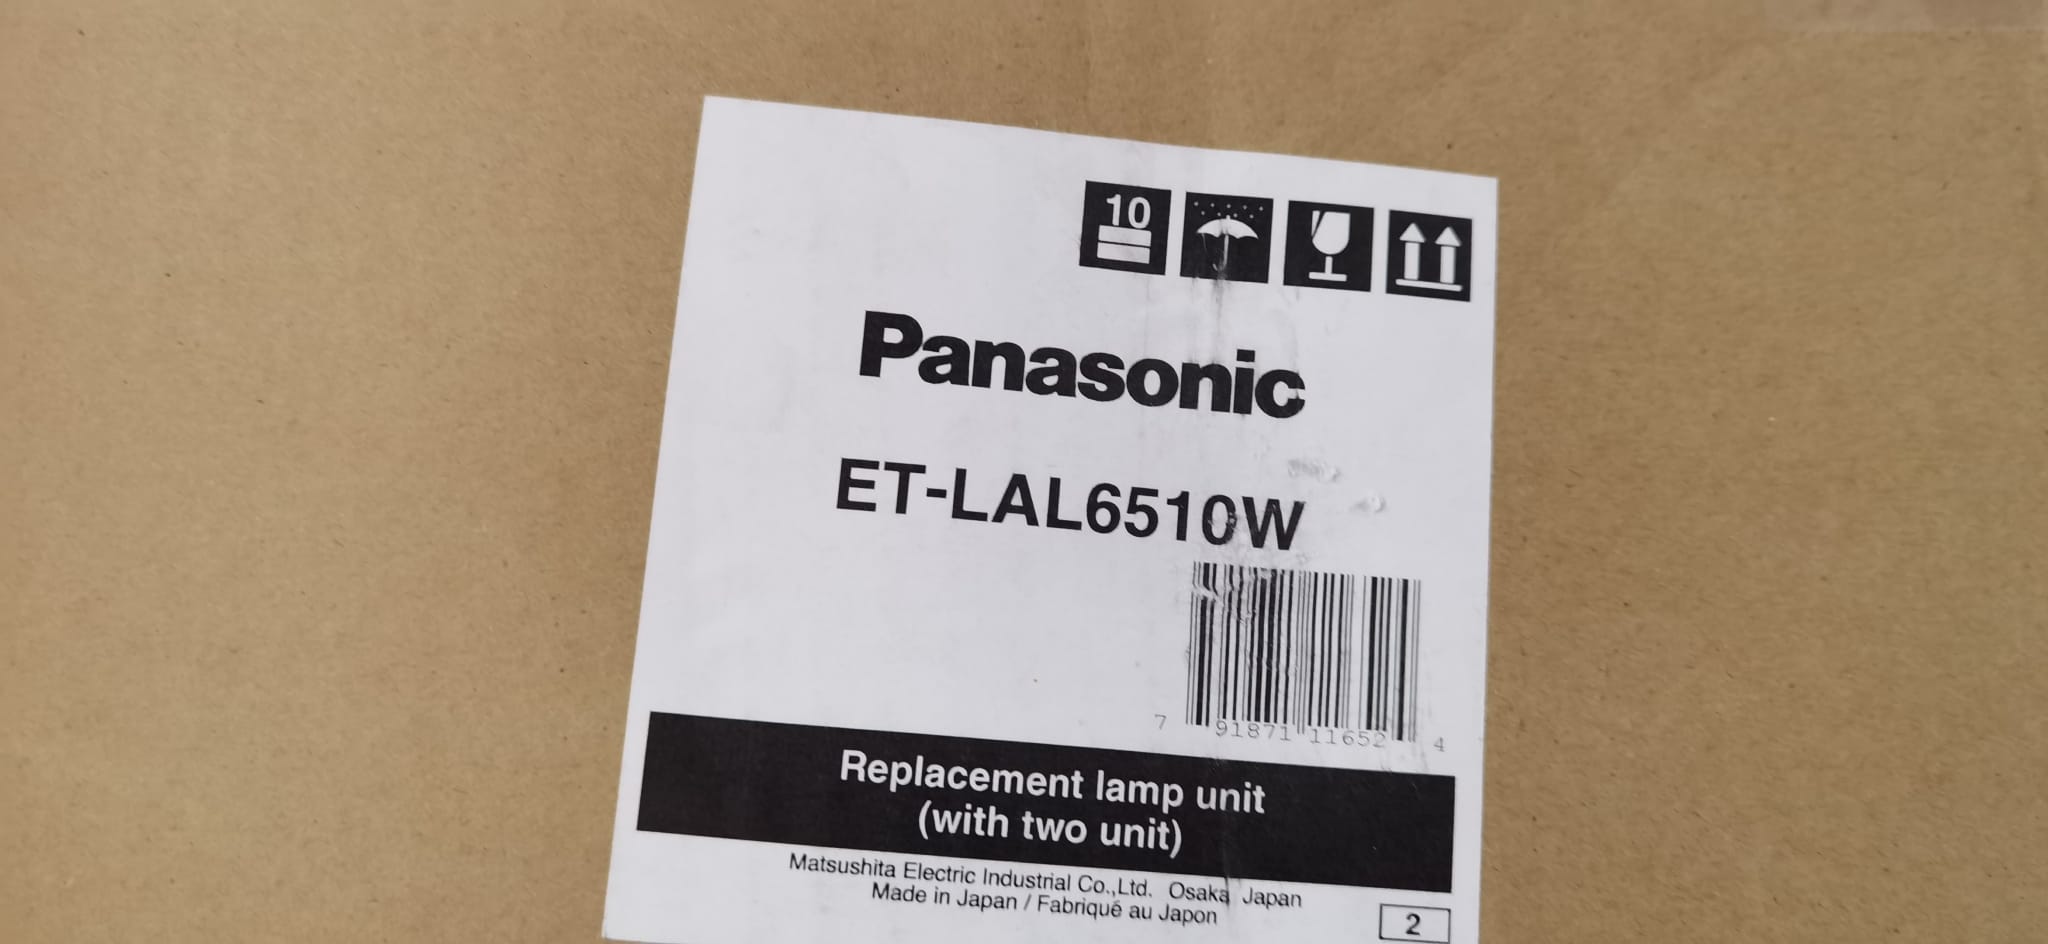 10
Panasonic
ET-LAL6510W
7 91871 11652 4
Replacement lamp unit
(with two unit)
Matsushita Electric Industrial Co.,Ltd. Osaka, Japan
Made in Japan / Fabriqué au Japon
2